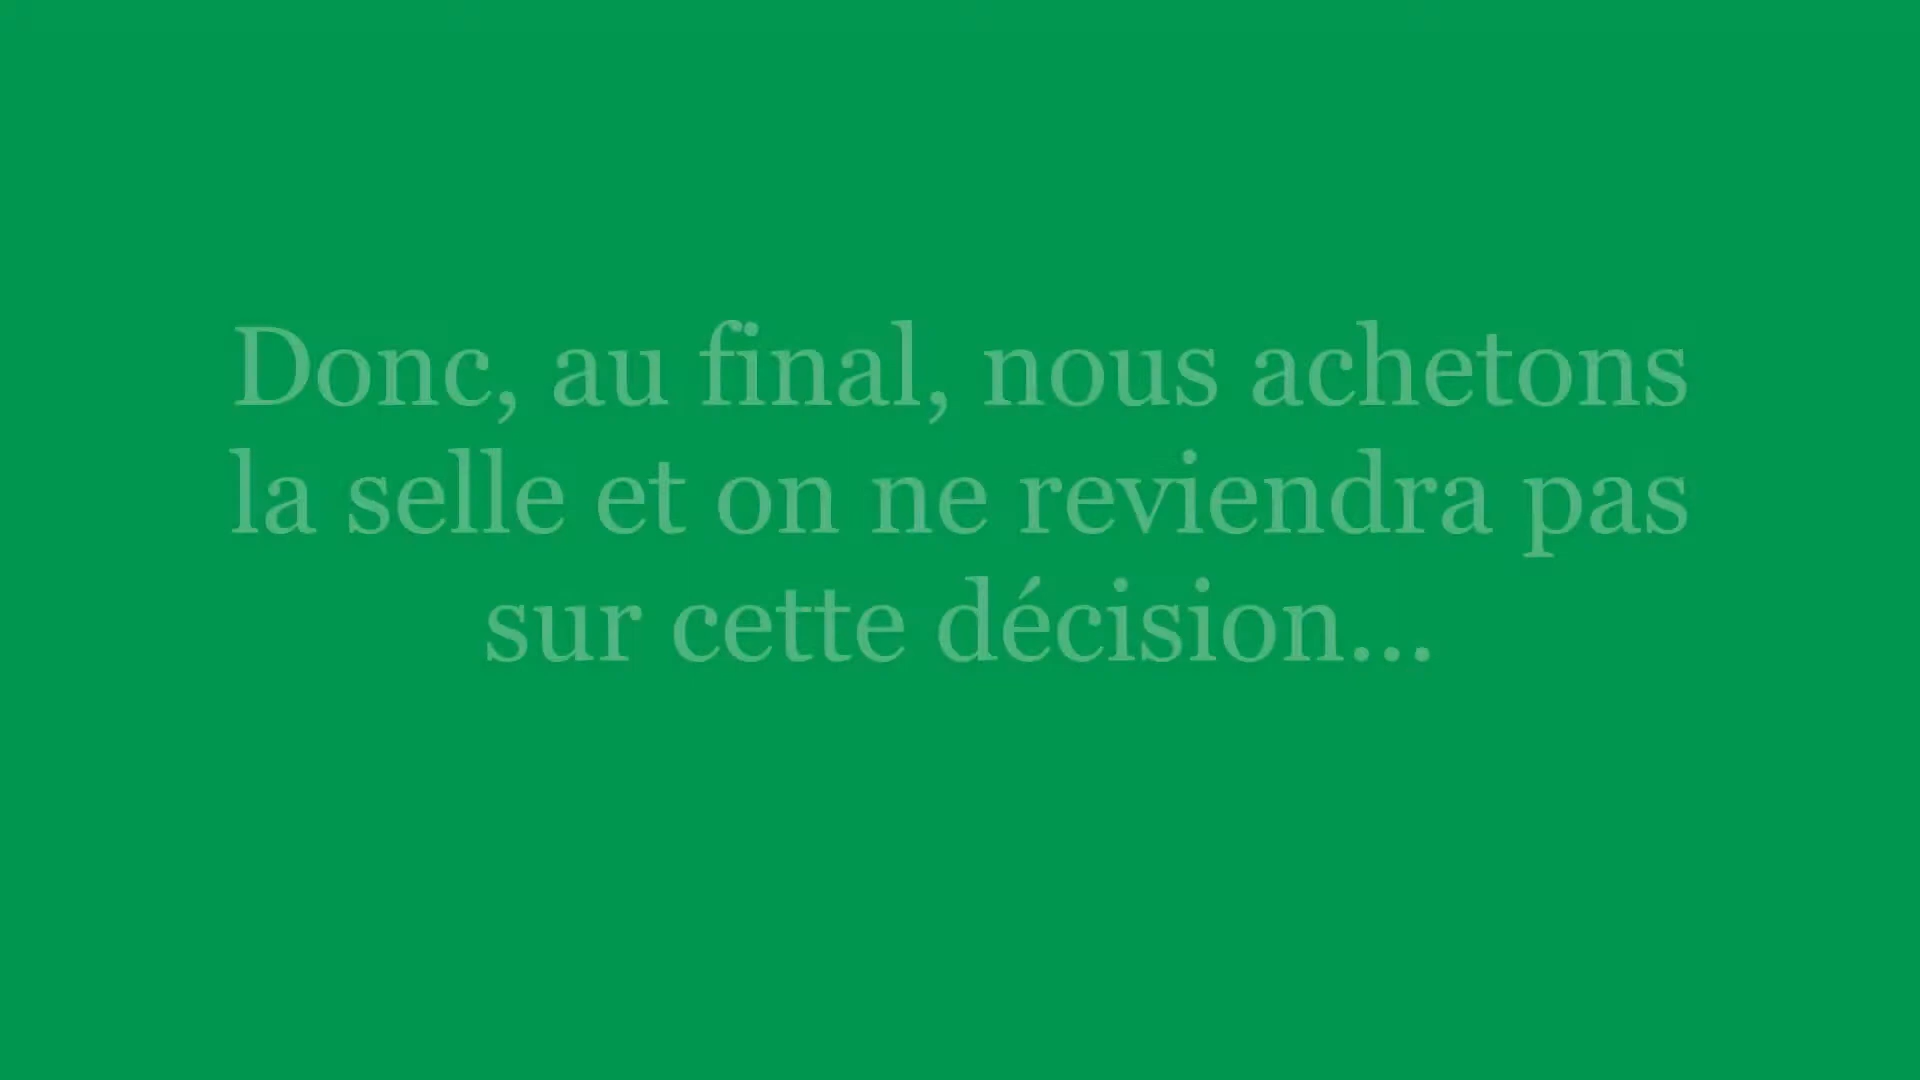 Donc, au final, nous achetons
la selle et on ne reviendra pas
sur cette décision...